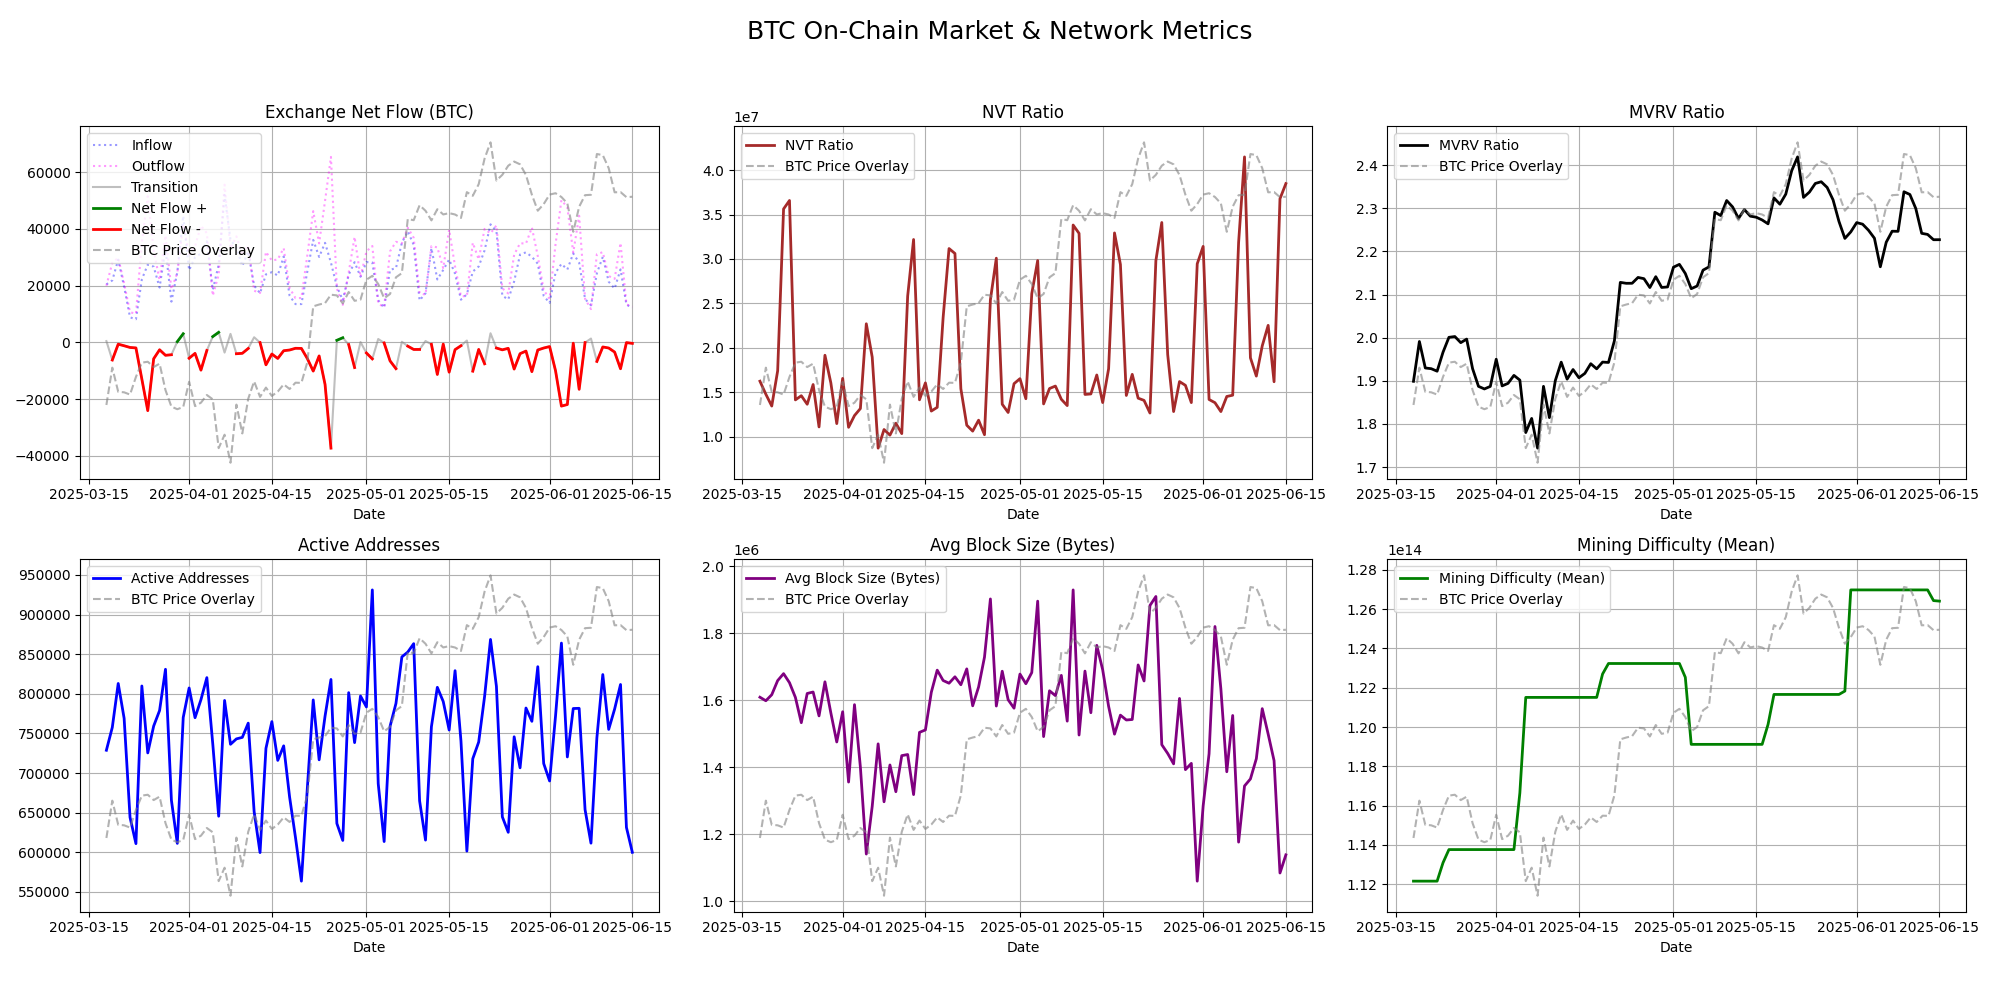 BTC On-Chain Market & Network Metrics
Exchange Net Flow (BTC)
Inflow
Outflow
Transition
Net Flow +
Net Flow -
BTC Price Overlay
60000
40000
20000
0
−20000
−40000
2025-03-15 2025-04-01 2025-04-15 2025-05-01 2025-05-15 2025-06-01 2025-06-15
Date
NVT Ratio
1e7
NVT Ratio
BTC Price Overlay
4.0
3.5
3.0
2.5
2.0
1.5
1.0
2025-03-15 2025-04-01 2025-04-15 2025-05-01 2025-05-15 2025-06-01 2025-06-15
Date
MVRV Ratio
MVRV Ratio
BTC Price Overlay
2.4
2.3
2.2
2.1
2.0
1.9
1.8
1.7
2025-03-15 2025-04-01 2025-04-15 2025-05-01 2025-05-15 2025-06-01 2025-06-15
Date
Active Addresses
Active Addresses
BTC Price Overlay
950000
900000
850000
800000
750000
700000
650000
600000
550000
2025-03-15 2025-04-01 2025-04-15 2025-05-01 2025-05-15 2025-06-01 2025-06-15
Date
Avg Block Size (Bytes)
1e6
Avg Block Size (Bytes)
BTC Price Overlay
2.0
1.8
1.6
1.4
1.2
1.0
2025-03-15 2025-04-01 2025-04-15 2025-05-01 2025-05-15 2025-06-01 2025-06-15
Date
Mining Difficulty (Mean)
1e14
Mining Difficulty (Mean)
BTC Price Overlay
1.28
1.26
1.24
1.22
1.20
1.18
1.16
1.14
1.12
2025-03-15 2025-04-01 2025-04-15 2025-05-01 2025-05-15 2025-06-01 2025-06-15
Date